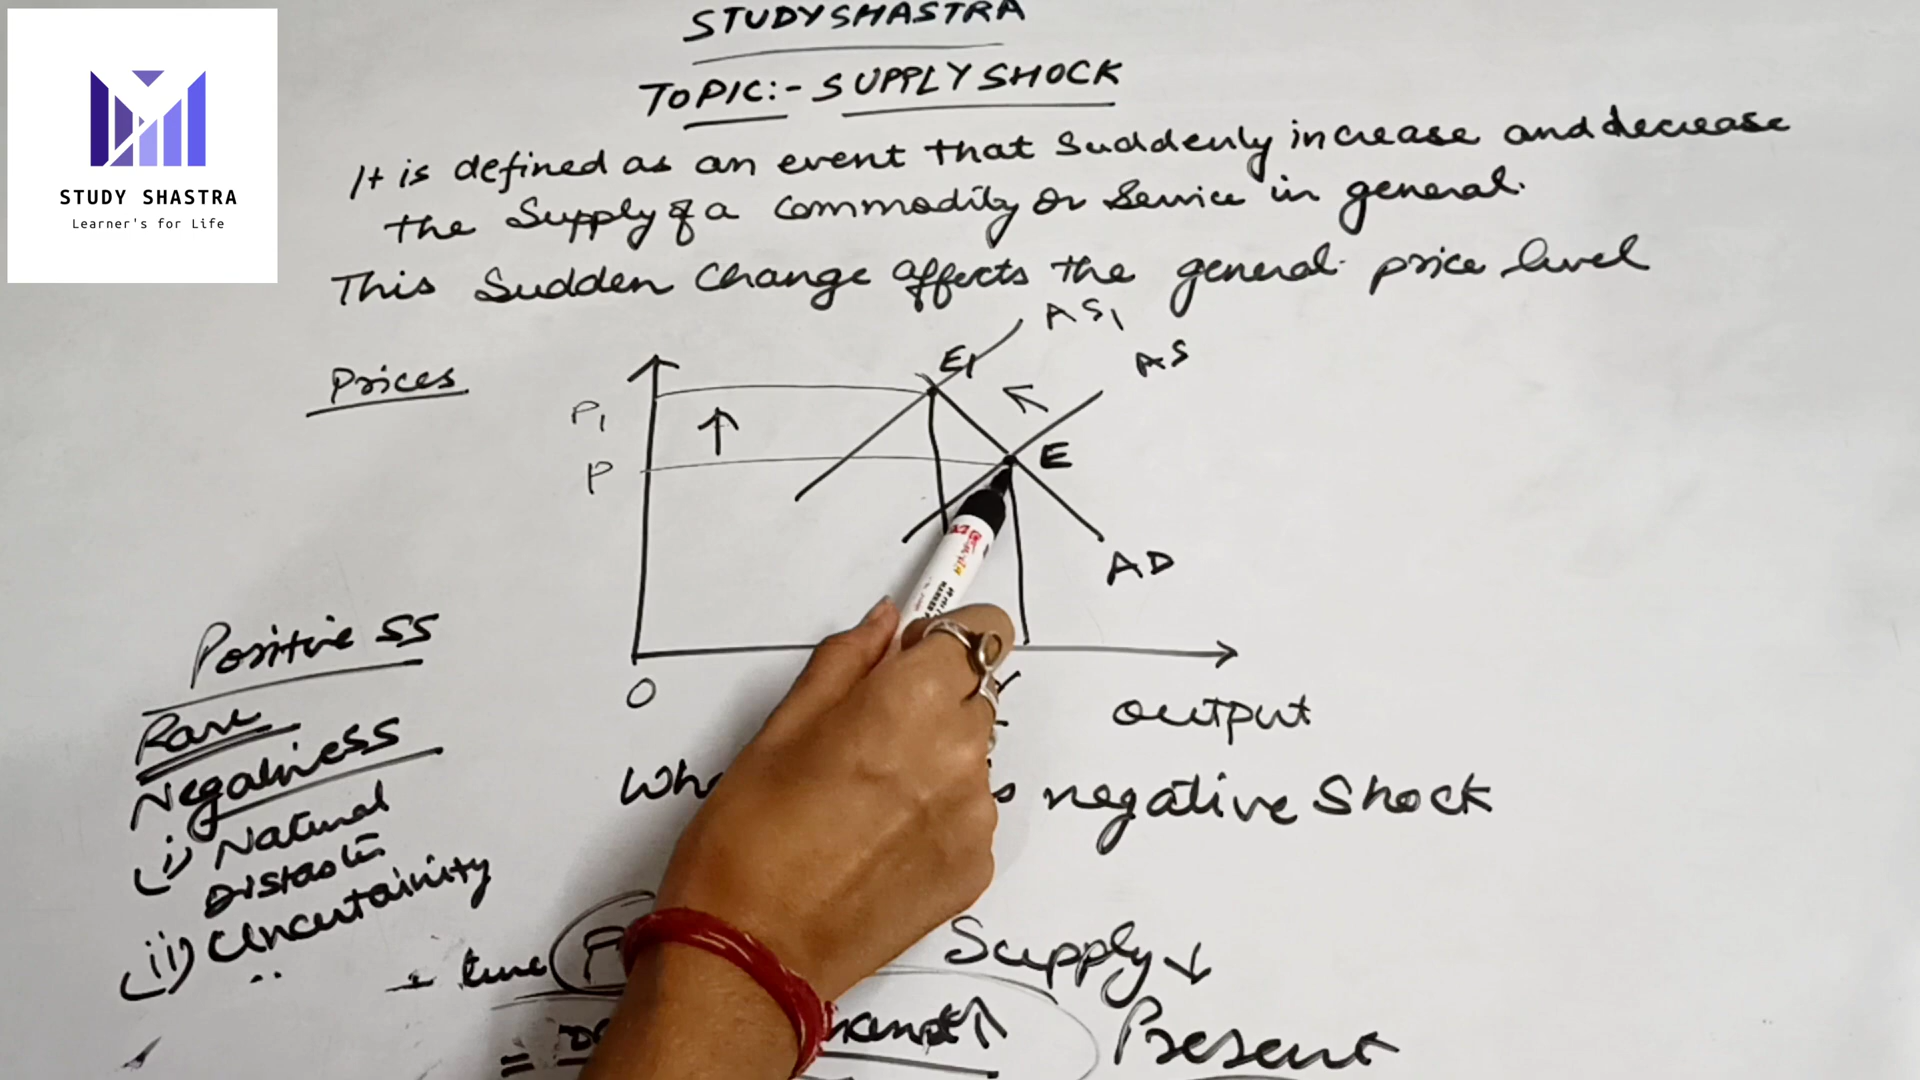 STUDYSHASTRA
TOPIC:- SUPPLY SHOCK
STUDY SHASTRA
Learner's for Life
It is defined as an event that suddenly increase and decrease
the supply of a commodity or service in general.
This sudden change affects the general price level
Prices
AS1
AS
E1
P1
P
E
AD
O
OUTPUT
Positive SS
Rare
Negative SS
negative shock
(i) Natural
(ii) Uncertainity
Supply ↓
Present